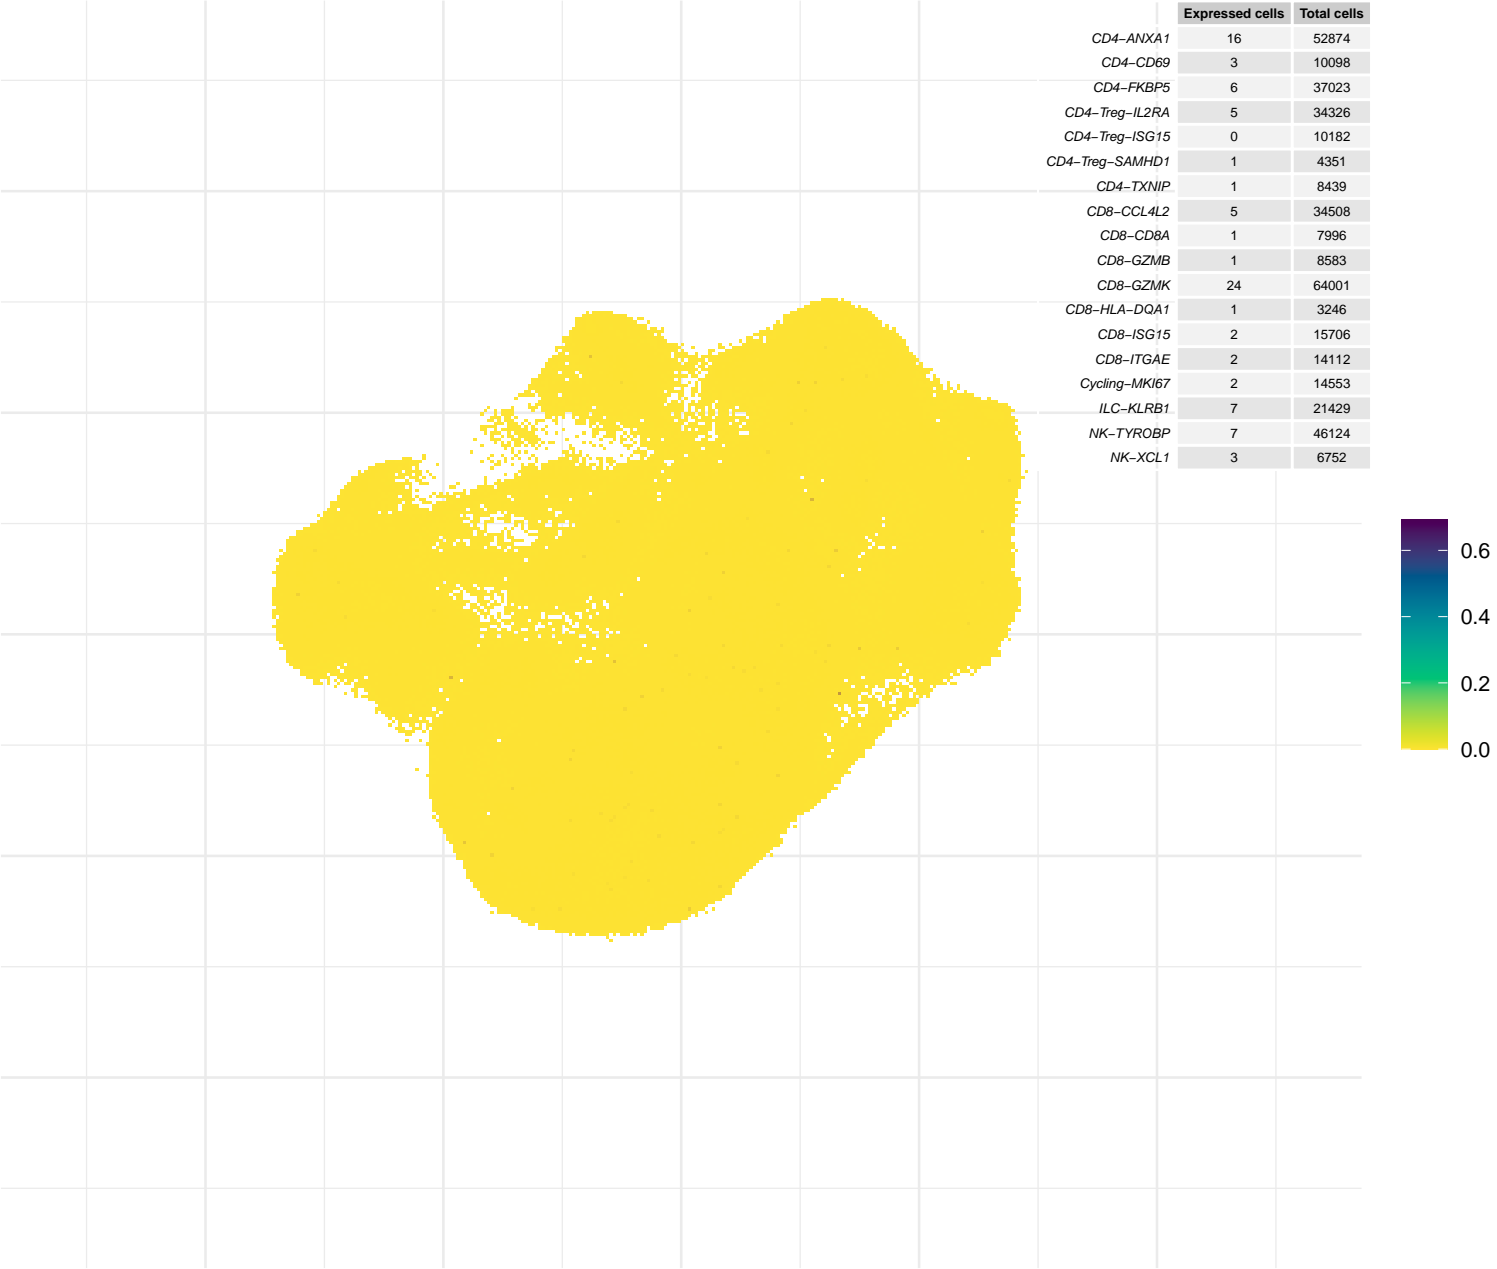 Expressed cells Total cells
CD4−ANXA1 16 52874
CD4−CD69 3 10098
CD4−FKBP5 6 37023
CD4−Treg−IL2RA 5 34326
CD4−Treg−ISG15 0 10182
CD4−Treg−SAMHD1 1 4351
CD4−TXNIP 1 8439
CD8−CCL4L2 5 34508
CD8−CD8A 1 7996
CD8−GZMB 1 8583
CD8−GZMK 24 64001
CD8−HLA−DQA1 1 3246
CD8−ISG15 2 15706
CD8−ITGAE 2 14112
Cycling−MKI67 2 14553
ILC−KLRB1 7 21429
NK−TYROBP 7 46124
NK−XCL1 3 6752
0.6
0.4
0.2
0.0